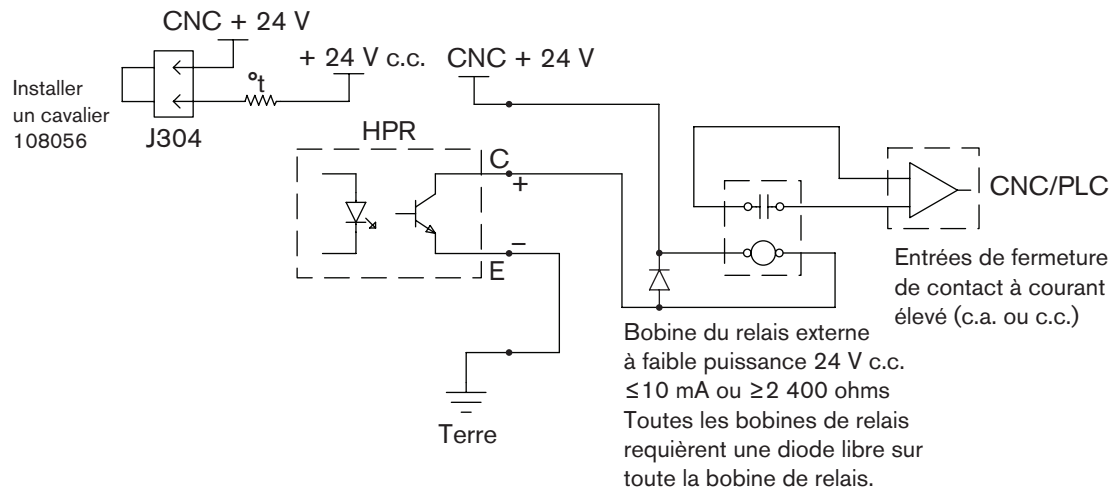 CNC + 24 V
+ 24 V c.c.
CNC + 24 V
Installer
un cavalier
108056
°t
J304
HPR
C
+
−
E
CNC/PLC
Entrées de fermeture
de contact à courant
élevé (c.a. ou c.c.)
Bobine du relais externe
à faible puissance 24 V c.c.
≤10 mA ou ≥2 400 ohms
Toutes les bobines de relais
requièrent une diode libre sur
toute la bobine de relais.
Terre